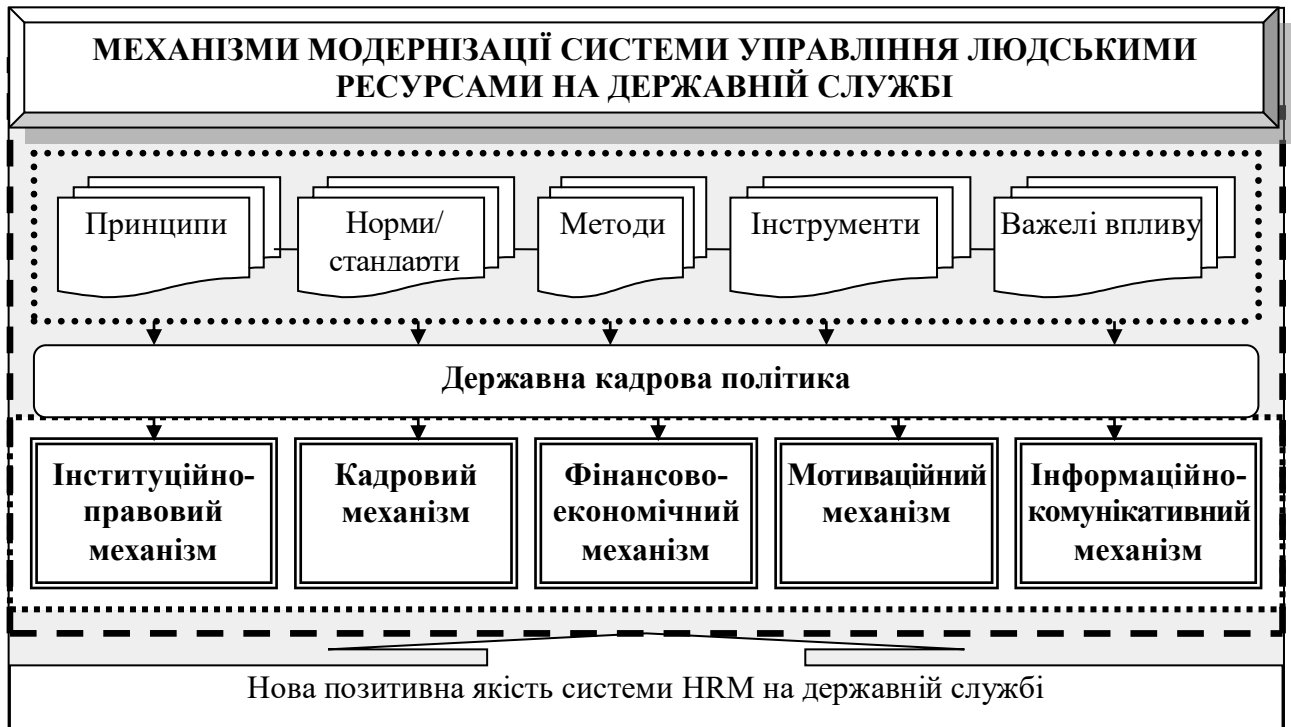 МЕХАНІЗМИ МОДЕРНІЗАЦІЇ СИСТЕМИ УПРАВЛІННЯ ЛЮДСЬКИМИ
РЕСУРСАМИ НА ДЕРЖАВНІЙ СЛУЖБІ
Принципи
Норми/
стандарти
Методи
Інструменти
Важелі впливу
Державна кадрова політика
Інституційно-
правовий
механізм
Кадровий
механізм
Фінансово-
економічний
механізм
Мотиваційний
механізм
Інформаційно-
комунікативний
механізм
Нова позитивна якість системи HRM на державній службі